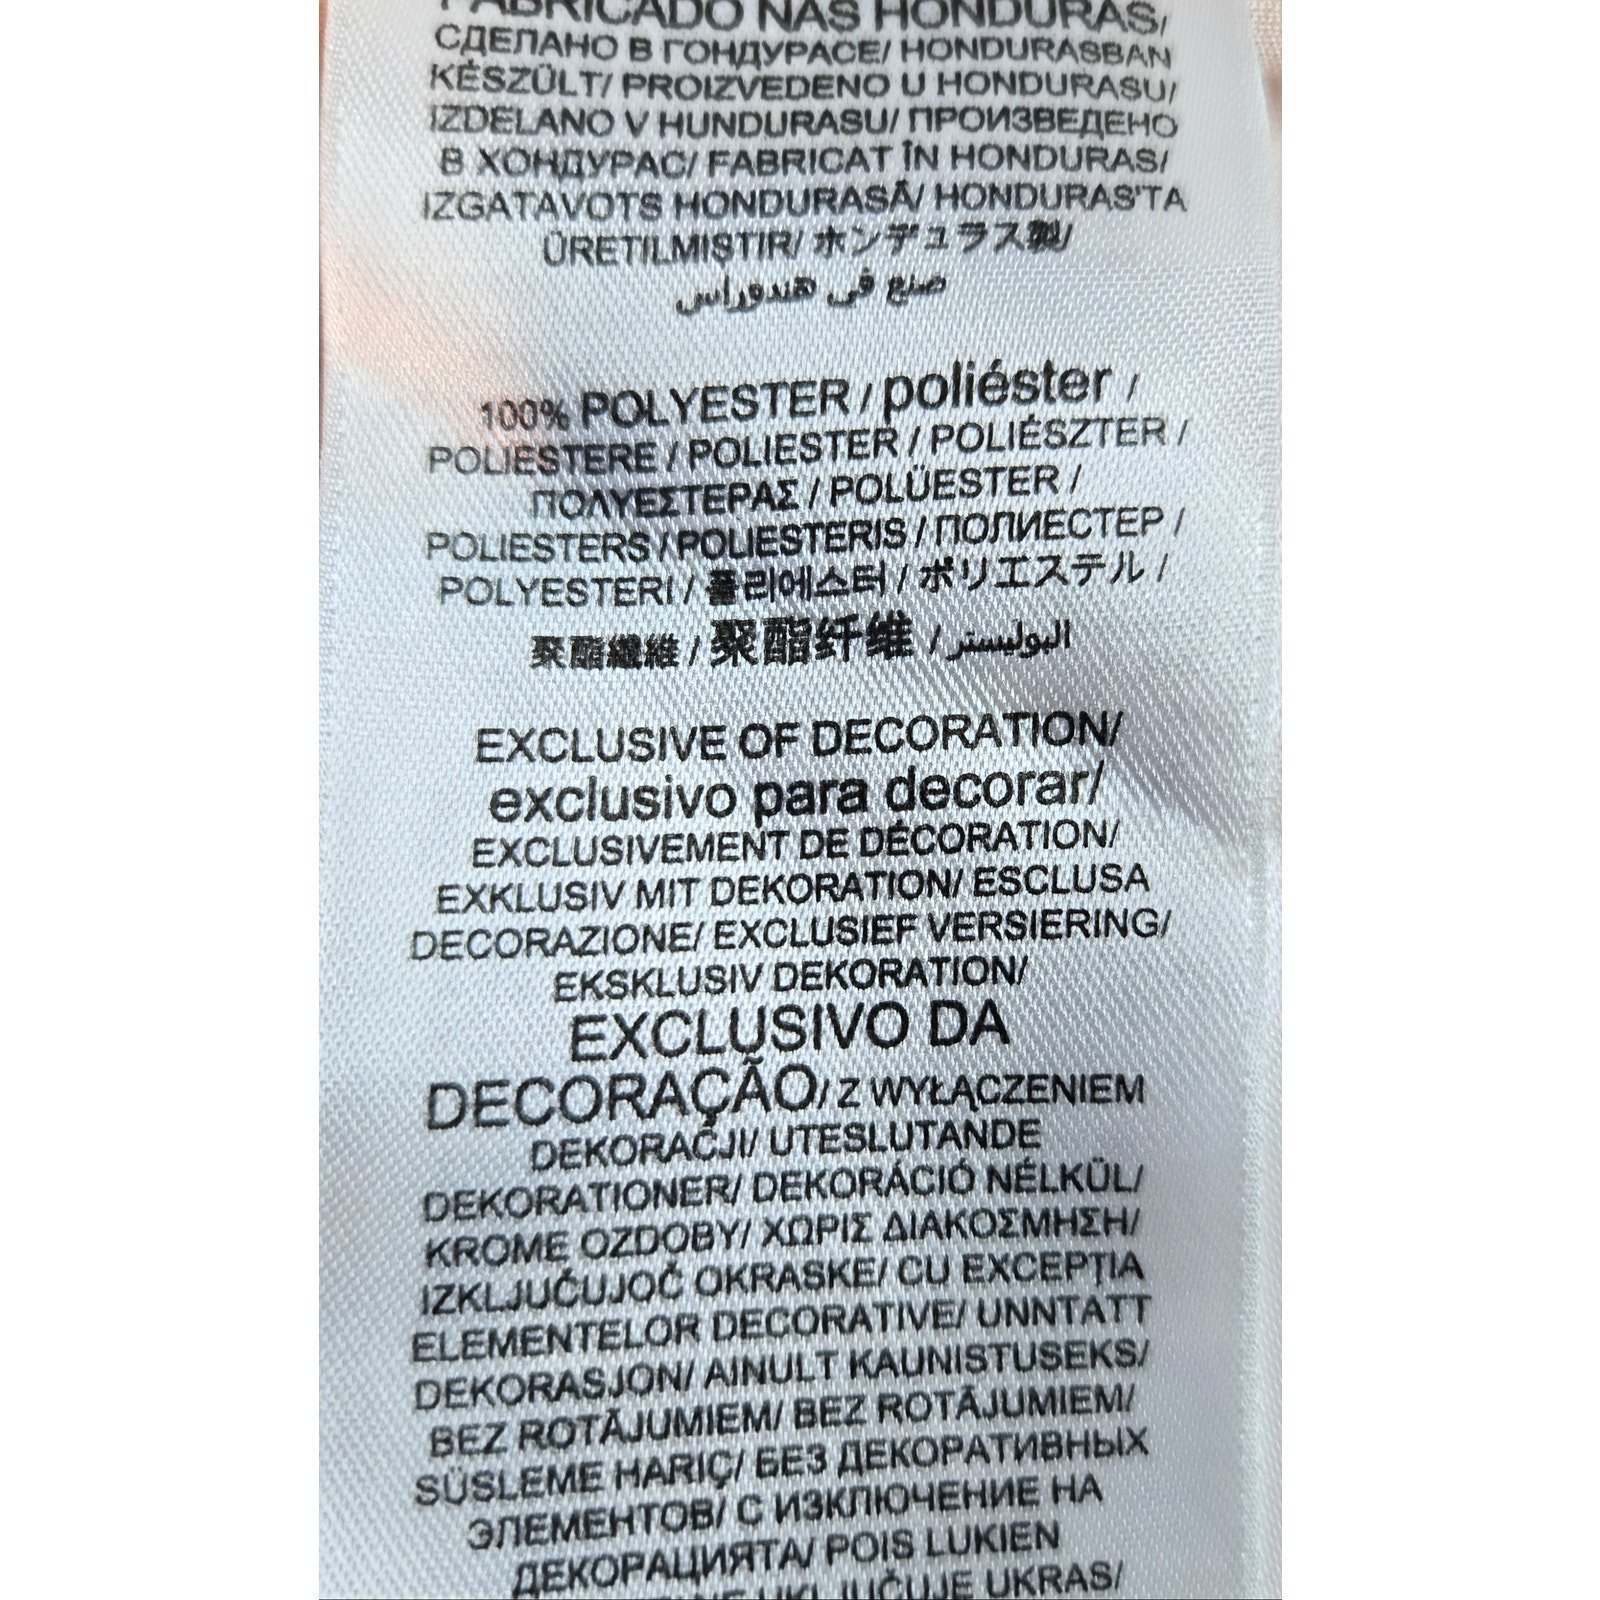 FABRICADO NAS HONDURAS/
СДЕЛАНО В ГОНДУРАСЕ/ HONDURASBAN
KÉSZÜLT/ PROIZVEDENO U HONDURASU/
IZDELANO V HUNDURASU/ ПРОИЗВЕДЕНО
В ХОНДУРАС/ FABRICAT ÎN HONDURAS/
IZGATAVOTS HONDURASĀ/ HONDURAS'TA
ÜRETILMIŞTIR/ ホンデュラス製/
صنع في هندوراس
100% POLYESTER / poliéster /
POLIESTERE / POLIESTER / POLIÉSZTER /
ΠΟΛΥΕΣΤΕΡΑΣ / POLÜESTER /
POLIESTERS / POLIESTERIS / ПОЛИЕСТЕР /
POLYESTERI / 폴리에스터 / ポリエステル /
聚酯纖維 / 聚酯纤维 / البوليستر
EXCLUSIVE OF DECORATION/
exclusivo para decorar/
EXCLUSIVEMENT DE DÉCORATION/
EXKLUSIV MIT DEKORATION/ ESCLUSA
DECORAZIONE/ EXCLUSIEF VERSIERING/
EKSKLUSIV DEKORATION/
EXCLUSIVO DA
DECORAÇÃO/ Z WYŁĄCZENIEM
DEKORAČJI/ UTESLUTANDE
DEKORATIONER/ DEKORÁCIÓ NÉLKÜL/
KROME OZDOBY/ ΧΩΡΙΣ ΔΙΑΚΟΣΜΗΣΗ/
IZKLJUČUJOČ OKRASKE/ CU EXCEPȚIA
ELEMENTELOR DECORATIVE/ UNNTATT
DEKORASJON/ AINULT KAUNISTUSEKS/
BEZ ROTĀJUMIEM/ BEZ ROTĀJUMIEM/
SÜSLEME HARIÇ/ БЕЗ ДЕКОРАТИВНЫХ
ЭЛЕМЕНТОВ/ С ИЗКЛЮЧЕНИЕ НА
ДЕКОРАЦИЯТА/ POIS LUKIEN
UKLJUČUJE UKRAS/